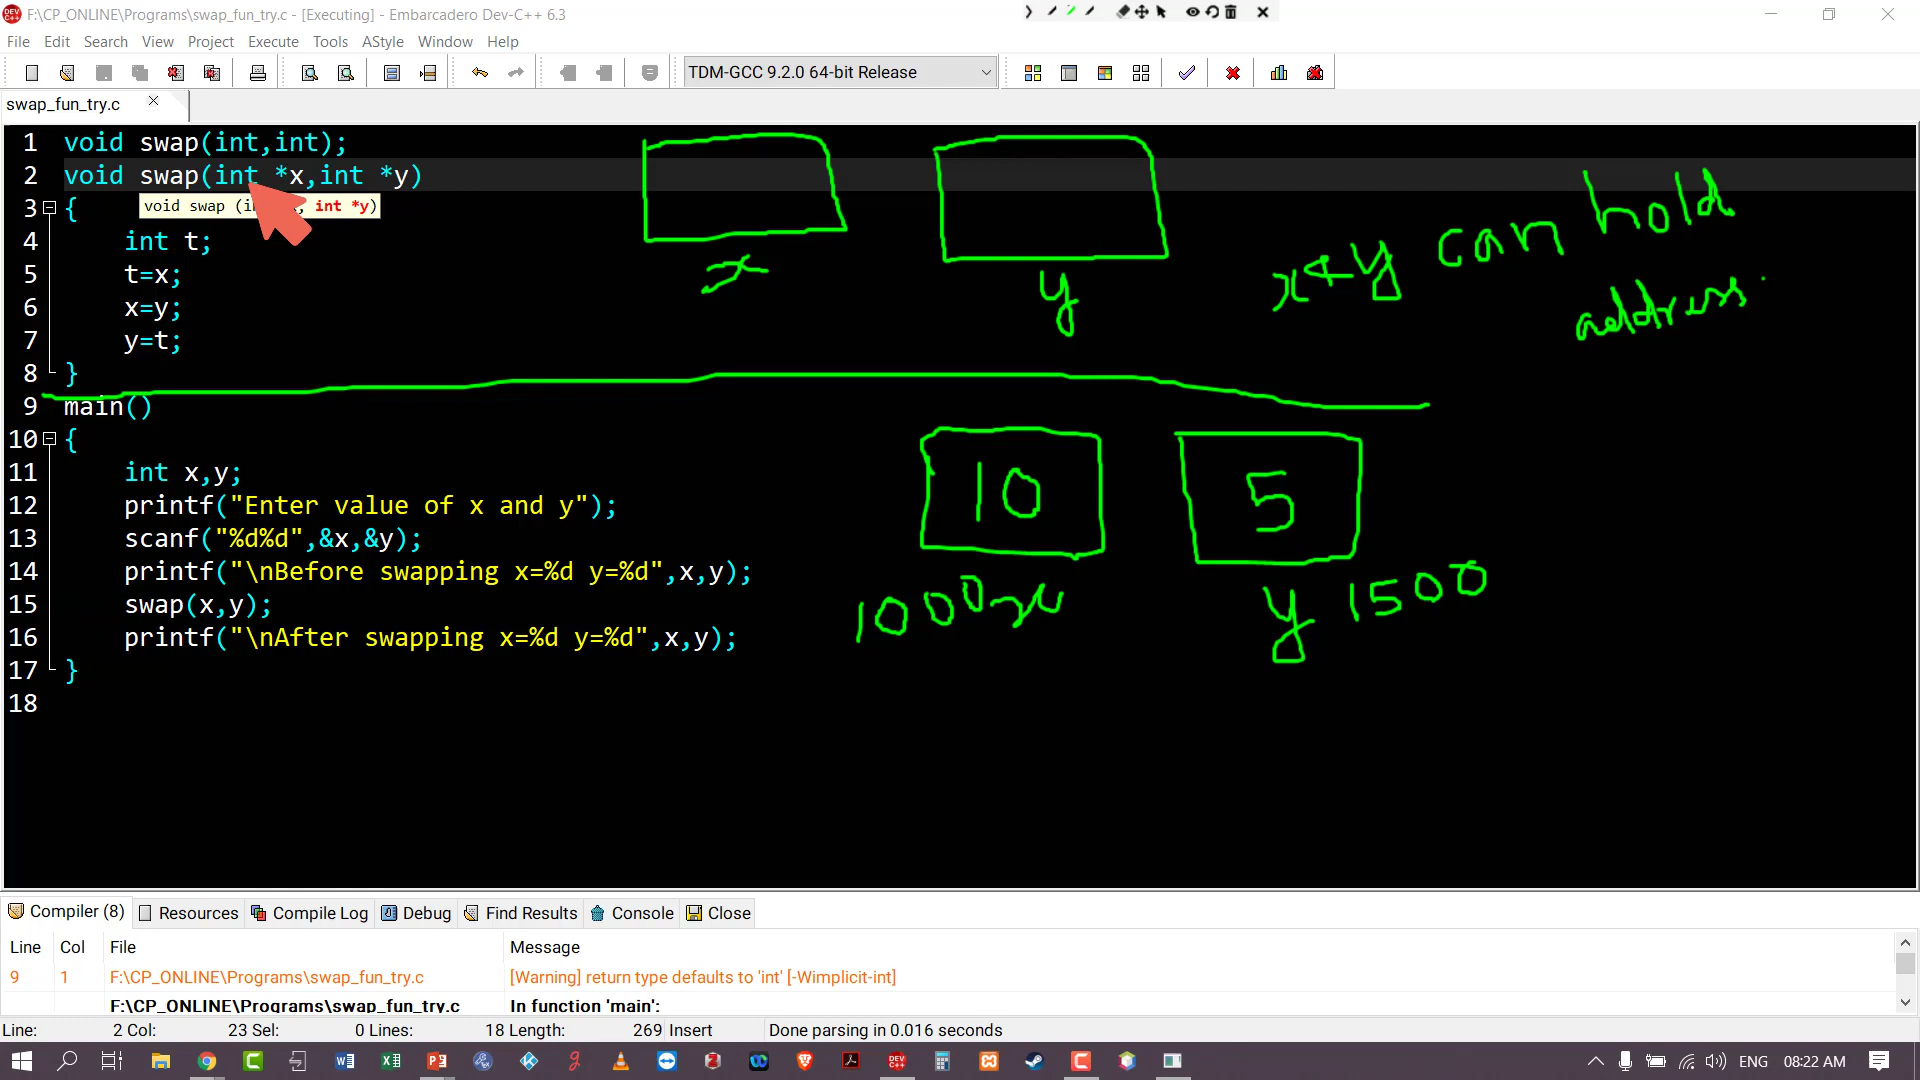 F:\CP_ONLINE\Programs\swap_fun_try.c - [Executing] - Embarcadero Dev-C++ 6.3
File Edit Search View Project Execute Tools AStyle Window Help
TDM-GCC 9.2.0 64-bit Release
swap_fun_try.c
1 void swap(int,int);
2 void swap(int *x,int *y)
void swap (i int *y)
3 {
4 int t;
5 t=x;
6 x=y;
7 y=t;
8 }
x y
x & y can hold
address
9 main()
10 {
11 int x,y;
12 printf("Enter value of x and y");
13 scanf("%d%d",&x,&y);
14 printf("\nBefore swapping x=%d y=%d",x,y);
15 swap(x,y);
16 printf("\nAfter swapping x=%d y=%d",x,y);
17 }
18
10 5
1000 x y 1500
Compiler (8) Resources Compile Log Debug Find Results Console Close
Line Col File Message
9 1 F:\CP_ONLINE\Programs\swap_fun_try.c [Warning] return type defaults to 'int' [-Wimplicit-int]
F:\CP_ONLINE\Programs\swap_fun_try.c In function 'main':
Line: 2 Col: 23 Sel: 0 Lines: 18 Length: 269 Insert Done parsing in 0.016 seconds
ENG 08:22 AM